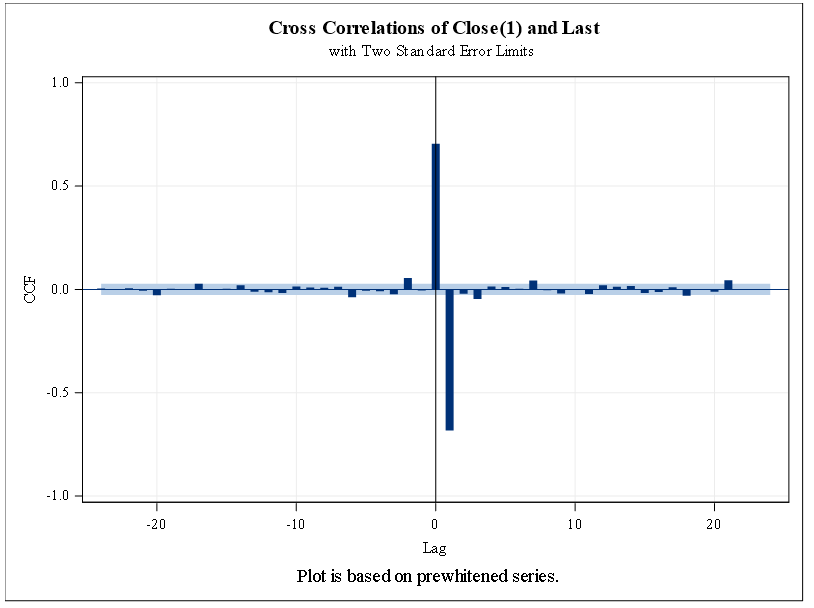 Cross Correlations of Close(1) and Last
with Two Standard Error Limits
1.0
0.5
0.0
-0.5
-1.0
CCF
-20 -10 0 10 20
Lag
Plot is based on prewhitened series.